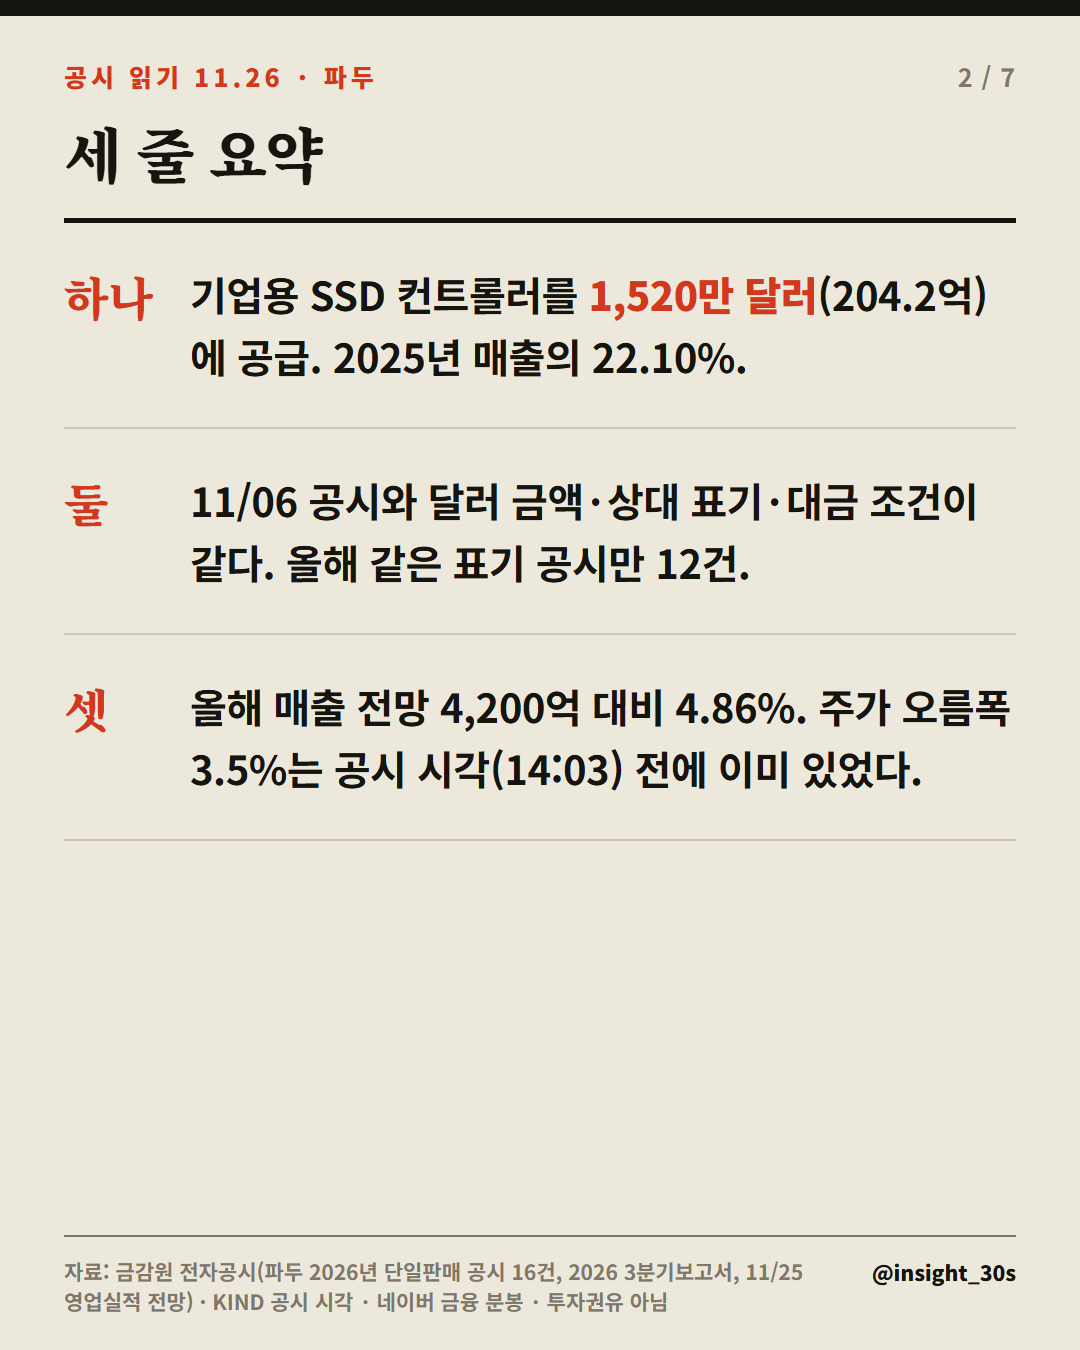 공시 읽기 11.26 · 파두
2 / 7
세 줄 요약
하나
기업용 SSD 컨트롤러를 1,520만 달러(204.2억)
에 공급. 2025년 매출의 22.10%.
둘
11/06 공시와 달러 금액·상대 표기·대금 조건이
같다. 올해 같은 표기 공시만 12건.
셋
올해 매출 전망 4,200억 대비 4.86%. 주가 오름폭
3.5%는 공시 시각(14:03) 전에 이미 있었다.
자료: 금감원 전자공시(파두 2026년 단일판매 공시 16건, 2026 3분기보고서, 11/25
영업실적 전망) · KIND 공시 시각 · 네이버 금융 분봉 · 투자권유 아님
@insight_30s